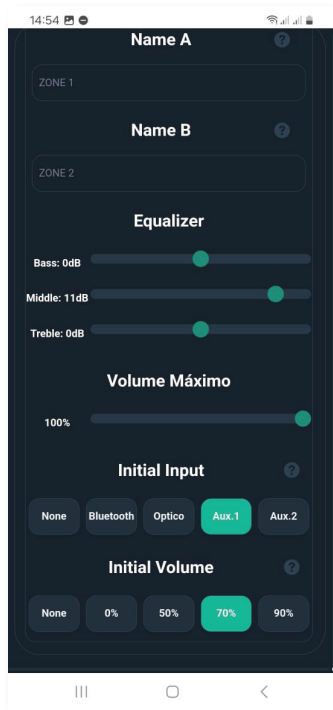 14:54
Name A
?
ZONE 1
Name B
?
ZONE 2
Equalizer
Bass: 0dB
Middle: 11dB
Treble: 0dB
Volume Máximo
100%
Initial Input
?
None Bluetooth Optico Aux.1 Aux.2
Initial Volume
?
None 0% 50% 70% 90%